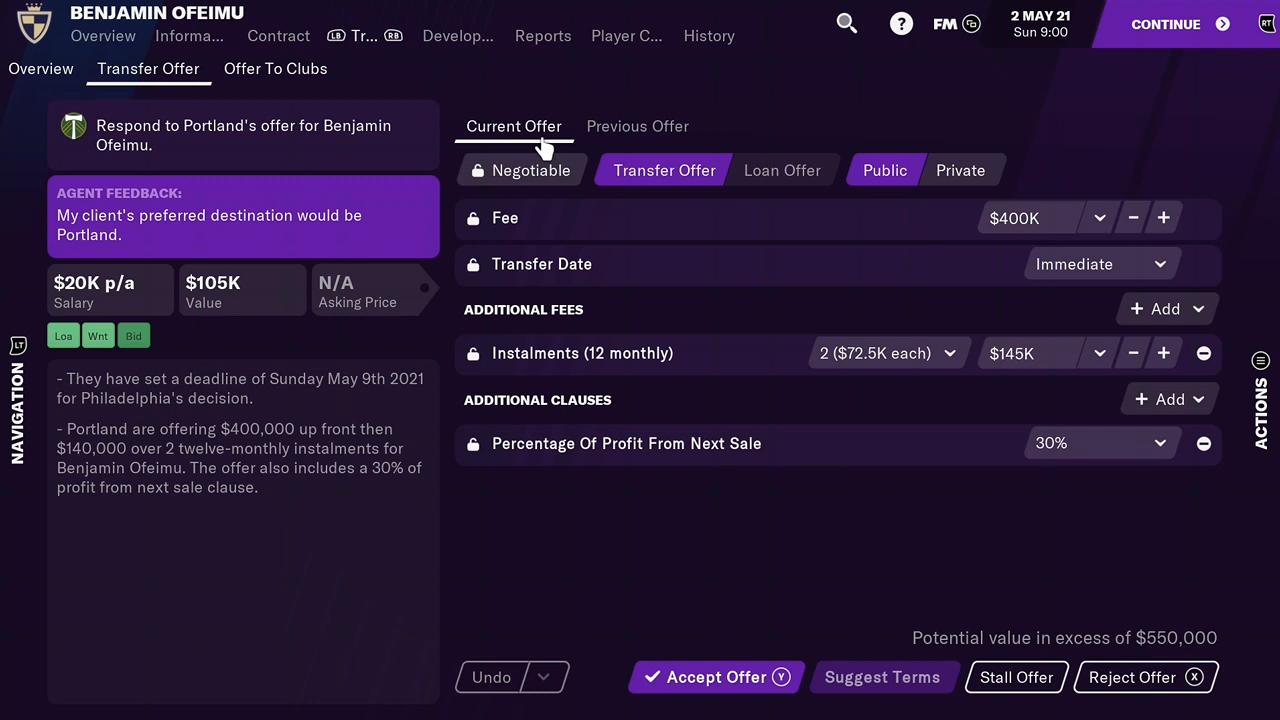 BENJAMIN OFEIMU
Overview Informa... Contract LB Tr... RB Develop... Reports Player C... History
? FM 2 MAY 21
Sun 9:00
CONTINUE RT
Overview Transfer Offer Offer To Clubs
Respond to Portland's offer for Benjamin
Ofeimu.
AGENT FEEDBACK:
My client's preferred destination would be
Portland.
$20K p/a
Salary
$105K
Value
N/A
Asking Price
Loa Wnt Bid
- They have set a deadline of Sunday May 9th 2021
for Philadelphia's decision.
- Portland are offering $400,000 up front then
$140,000 over 2 twelve-monthly instalments for
Benjamin Ofeimu. The offer also includes a 30% of
profit from next sale clause.
LT
NAVIGATION
Current Offer Previous Offer
Negotiable Transfer Offer Loan Offer Public Private
Fee $400K
Transfer Date Immediate
ADDITIONAL FEES + Add
Instalments (12 monthly) 2 ($72.5K each) $145K
ADDITIONAL CLAUSES + Add
Percentage Of Profit From Next Sale 30%
Potential value in excess of $550,000
Undo Accept Offer Y Suggest Terms Stall Offer Reject Offer X
ACTIONS